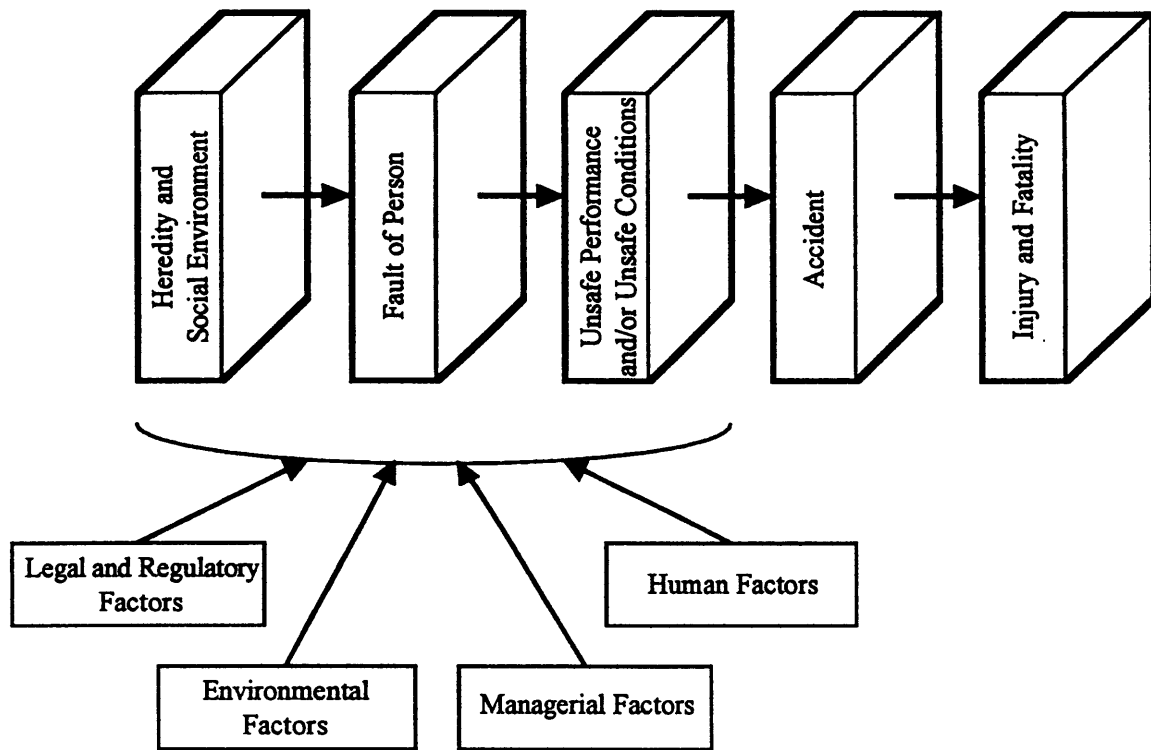 Heredity and
Social Environment
Fault of Person
Unsafe Performance
and/or Unsafe Conditions
Accident
Injury and Fatality
Legal and Regulatory
Factors
Human Factors
Environmental
Factors
Managerial Factors